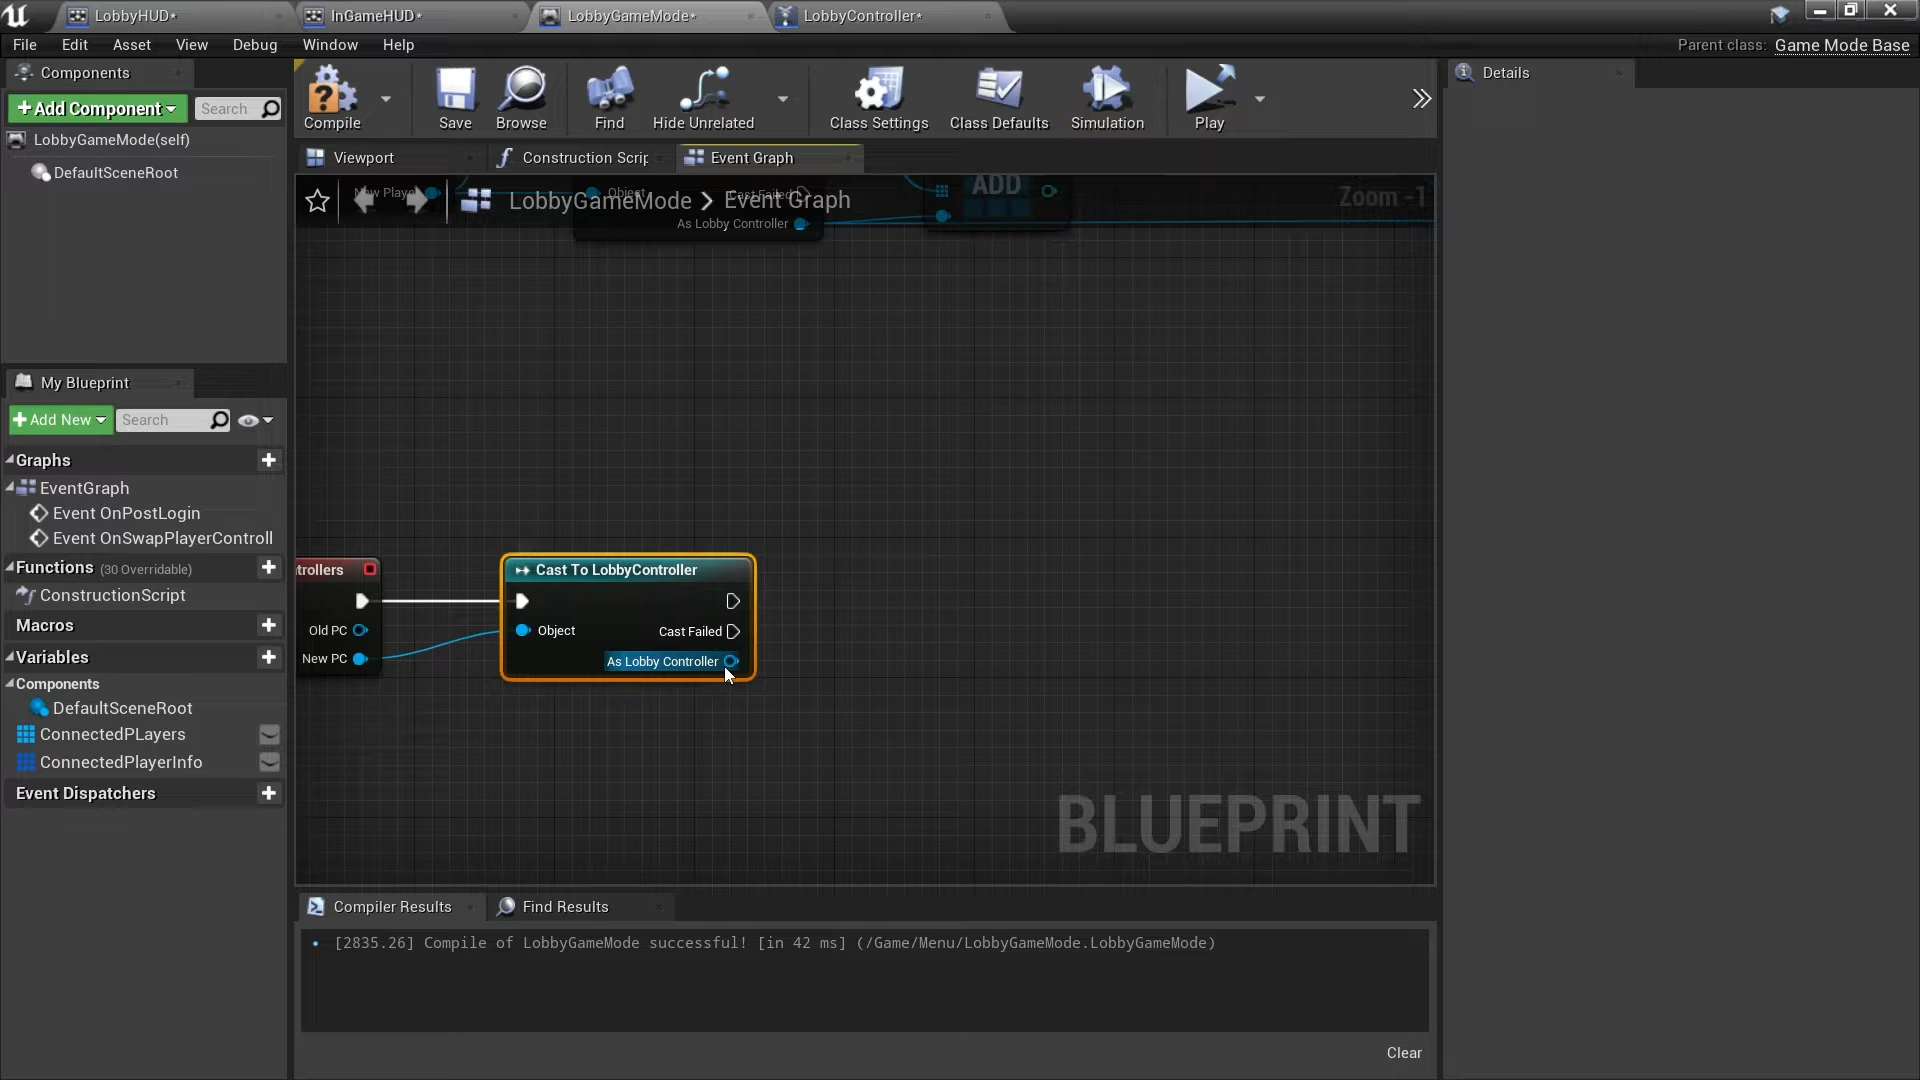 LobbyHUD*
InGameHUD*
LobbyGameMode*
LobbyController*
File Edit Asset View Debug Window Help
Parent class: Game Mode Base
Components
+Add Component
Search
LobbyGameMode(self)
DefaultSceneRoot
Compile
Save
Browse
Find
Hide Unrelated
Class Settings
Class Defaults
Simulation
Play
Details
Viewport
Construction Scrip
Event Graph
LobbyGameMode > Event Graph
Zoom -1
New Playe
Object
Cast Failed
As Lobby Controller
ADD
My Blueprint
+Add New
Search
Graphs
EventGraph
Event OnPostLogin
Event OnSwapPlayerControll
Functions (30 Overridable)
ConstructionScript
Macros
Variables
Components
DefaultSceneRoot
ConnectedPLayers
ConnectedPlayerInfo
Event Dispatchers
trollers
Old PC
New PC
Cast To LobbyController
Object
Cast Failed
As Lobby Controller
BLUEPRINT
Compiler Results
Find Results
[2835.26] Compile of LobbyGameMode successful! [in 42 ms] (/Game/Menu/LobbyGameMode.LobbyGameMode)
Clear